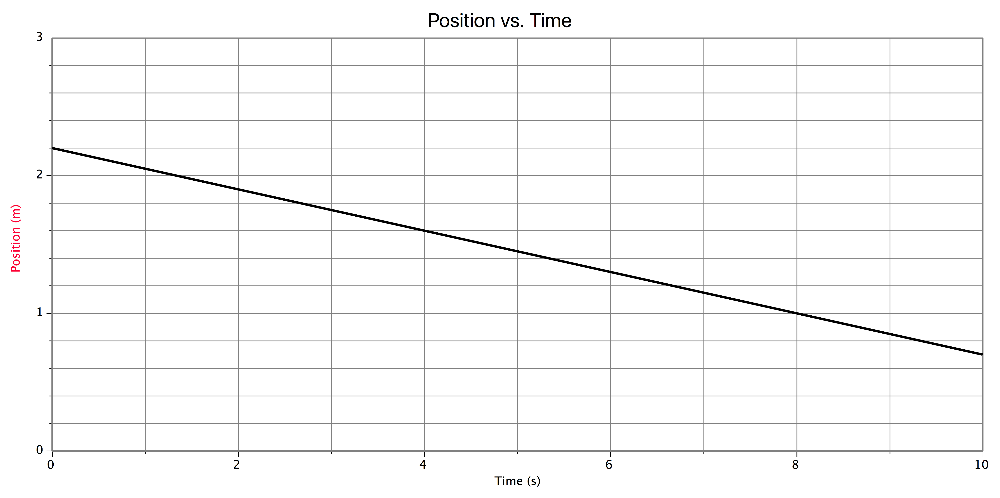 Position vs. Time
3
2
1
0
Position (m)
0 2 4 6 8 10
Time (s)